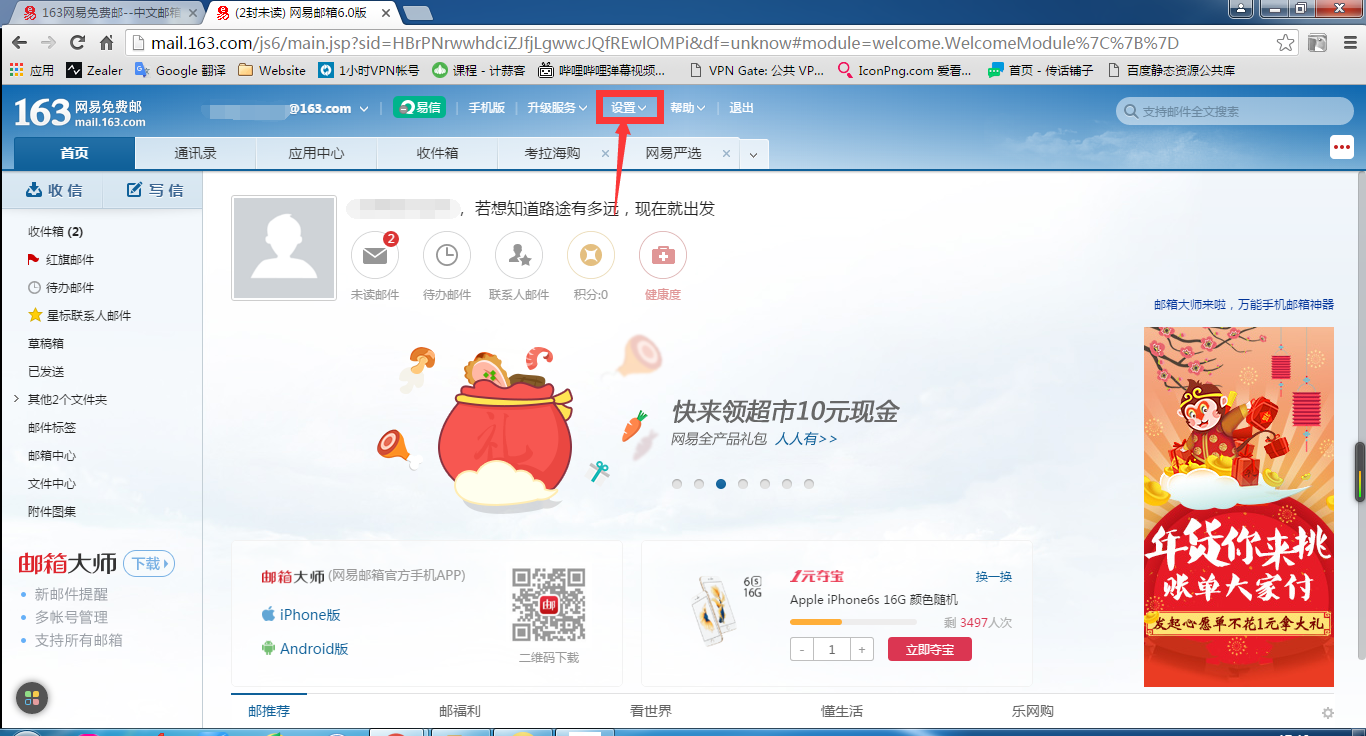 163网易免费邮--中文邮箱
(2封未读) 网易邮箱6.0版
mail.163.com/js6/main.jsp?sid=HBrPNrwwhdciZJfjLgwwcJQfREwlOMPi&df=unknow#module=welcome.WelcomeModule%7C%7B%7D
应用 Zealer Google 翻译 Website 1小时VPN帐号 课程 - 计蒜客 哔哩哔哩弹幕视频... VPN Gate: 公共 VP... IconPng.com 爱看... 首页 - 传话铺子 百度静态资源公共库
163 网易免费邮
mail.163.com
@163.com 易信 手机版 升级服务 设置 帮助 退出
支持邮件全文搜索
首页 通讯录 应用中心 收件箱 考拉海购 网易严选
收 信 写 信
收件箱 (2)
红旗邮件
待办邮件
星标联系人邮件
草稿箱
已发送
其他2个文件夹
邮件标签
邮箱中心
文件中心
附件图集
邮箱大师 下载
新邮件提醒
多帐号管理
支持所有邮箱
，若想知道路途有多远，现在就出发
2
未读邮件 待办邮件 联系人邮件 积分:0 健康度
礼
快来领超市10元现金
网易全产品礼包 人人有>>
邮箱大师来啦，万能手机邮箱神器
年货你来挑
账单大家付
发起心愿单不花1元拿大礼
邮箱大师 (网易邮箱官方手机APP)
iPhone版
Android版
邮
二维码下载
1元夺宝 换一换
6S
16G
Apple iPhone6s 16G 颜色随机
剩 3497人次
- 1 + 立即夺宝
邮推荐 邮福利 看世界 懂生活 乐网购